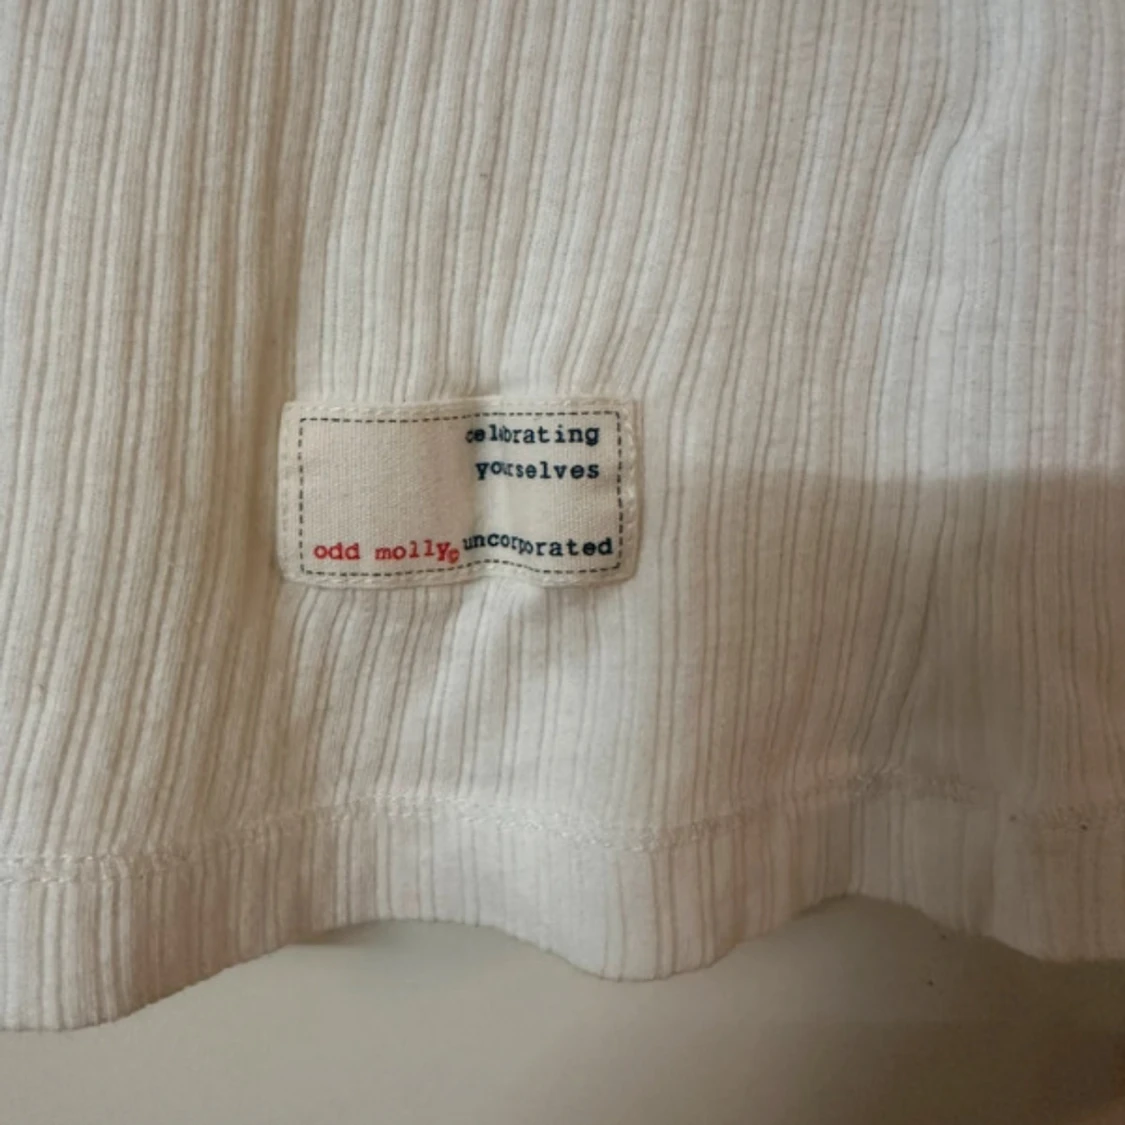 celebrating
yourselves
odd molly© uncorporated